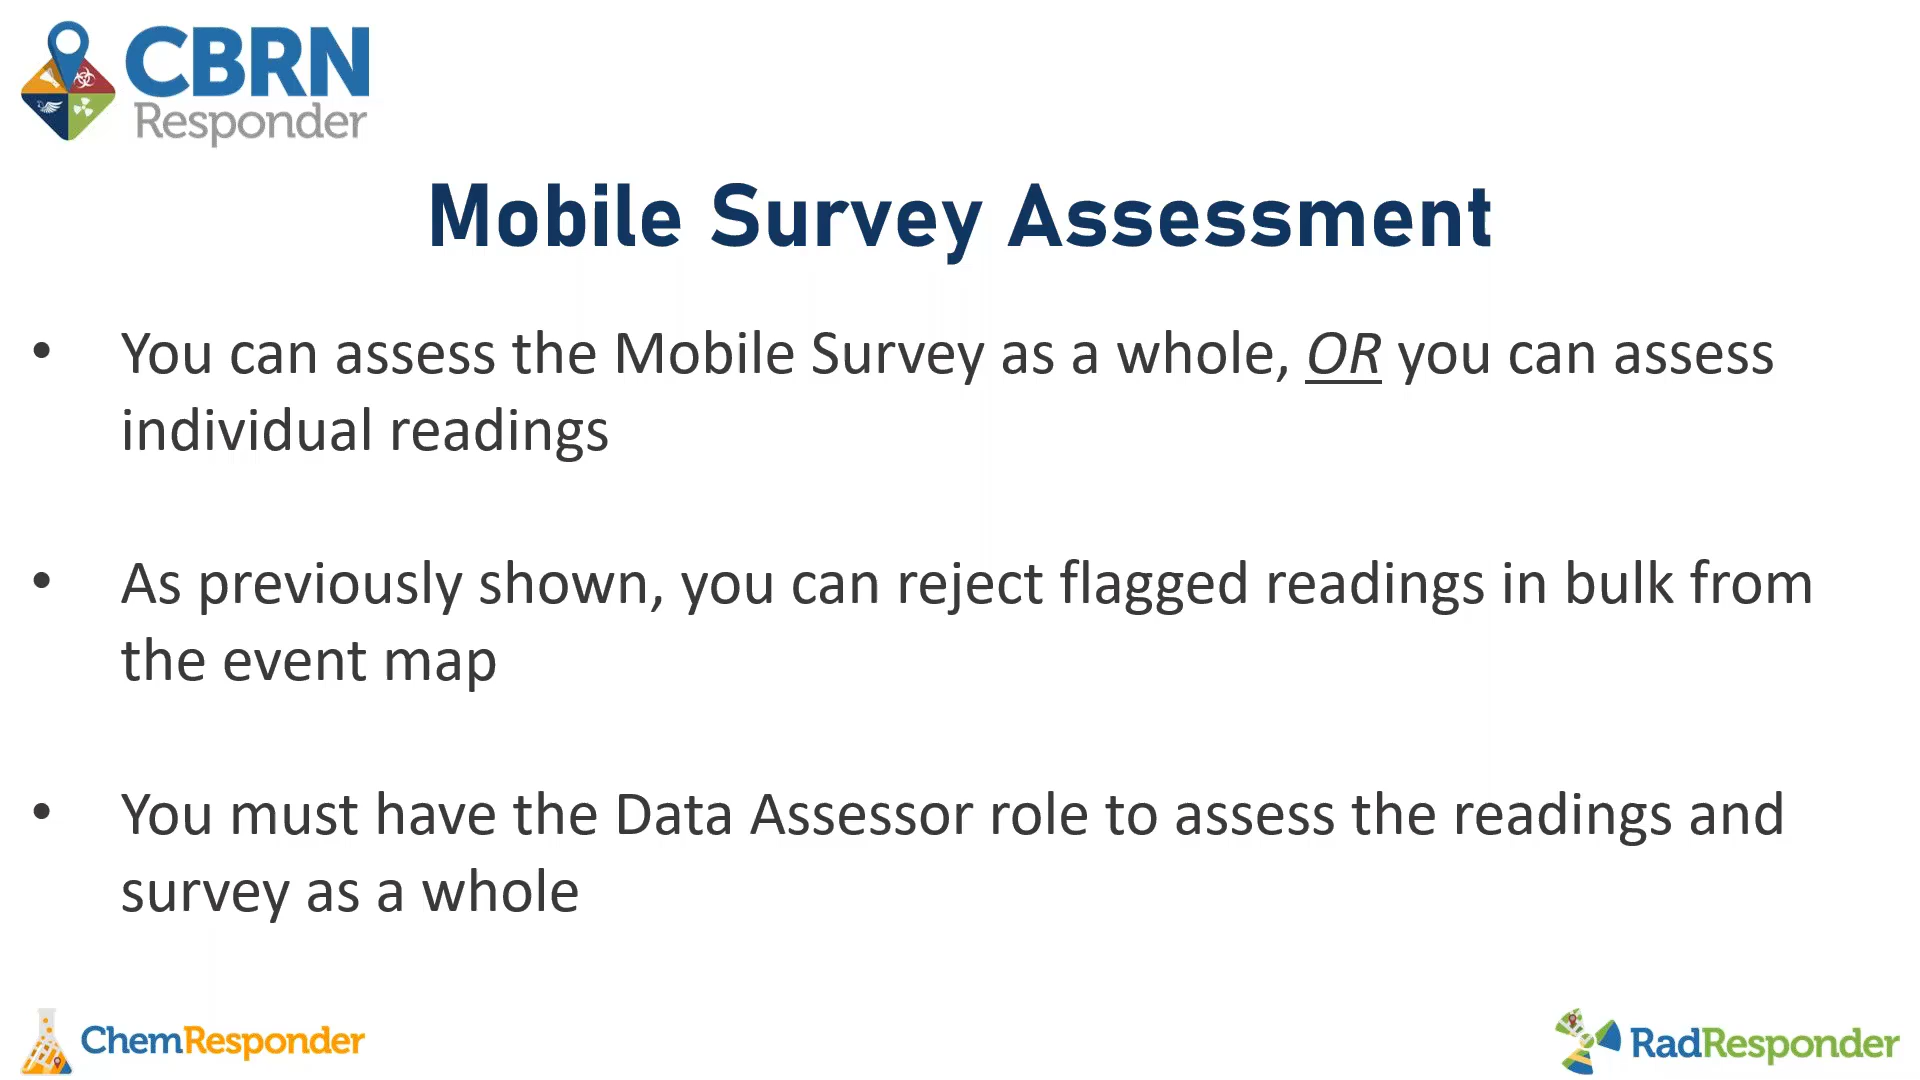 CBRN
Responder
Mobile Survey Assessment
• You can assess the Mobile Survey as a whole, OR you can assess
individual readings
• As previously shown, you can reject flagged readings in bulk from
the event map
• You must have the Data Assessor role to assess the readings and
survey as a whole
ChemResponder
RadResponder